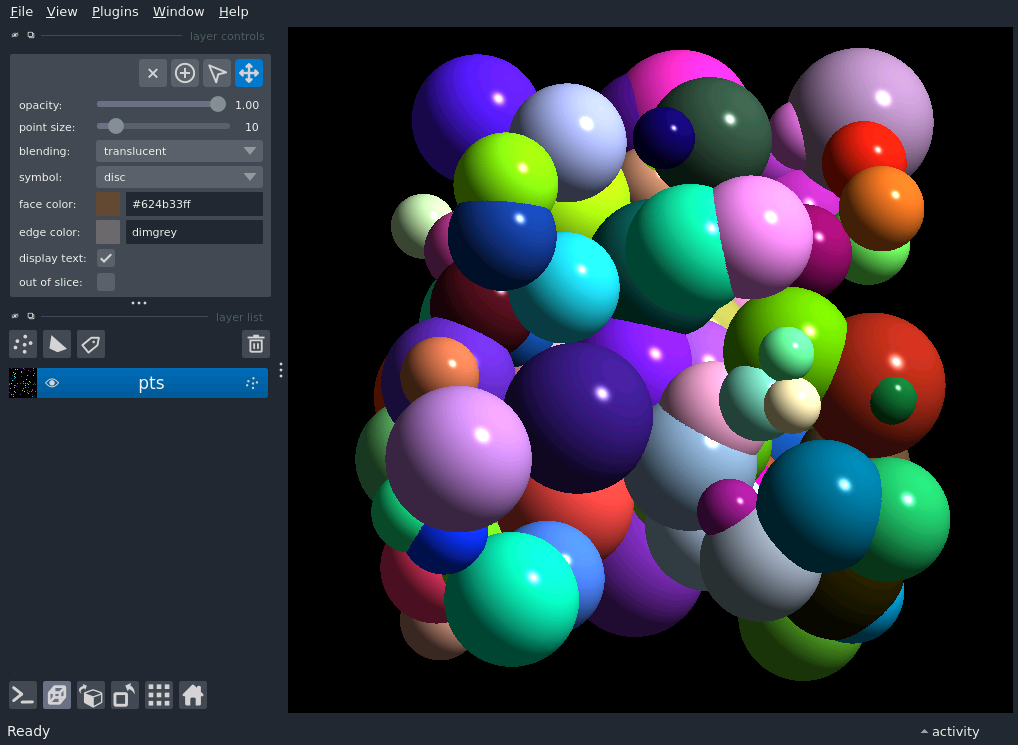 File View Plugins Window Help
layer controls
opacity: 1.00
point size: 10
blending: translucent
symbol: disc
face color: #624b33ff
edge color: dimgrey
display text:
out of slice:
layer list
pts
Ready
activity